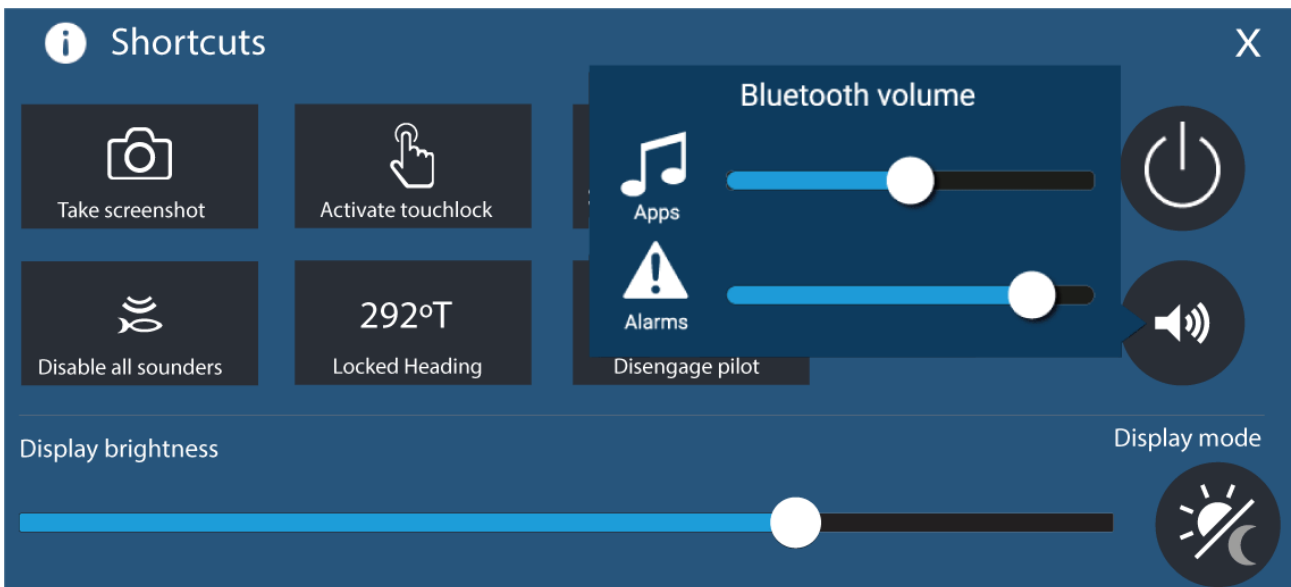 Shortcuts
X
Bluetooth volume
Take screenshot
Activate touchlock
Apps
Alarms
292ºT
Disable all sounders
Locked Heading
Disengage pilot
Display brightness
Display mode